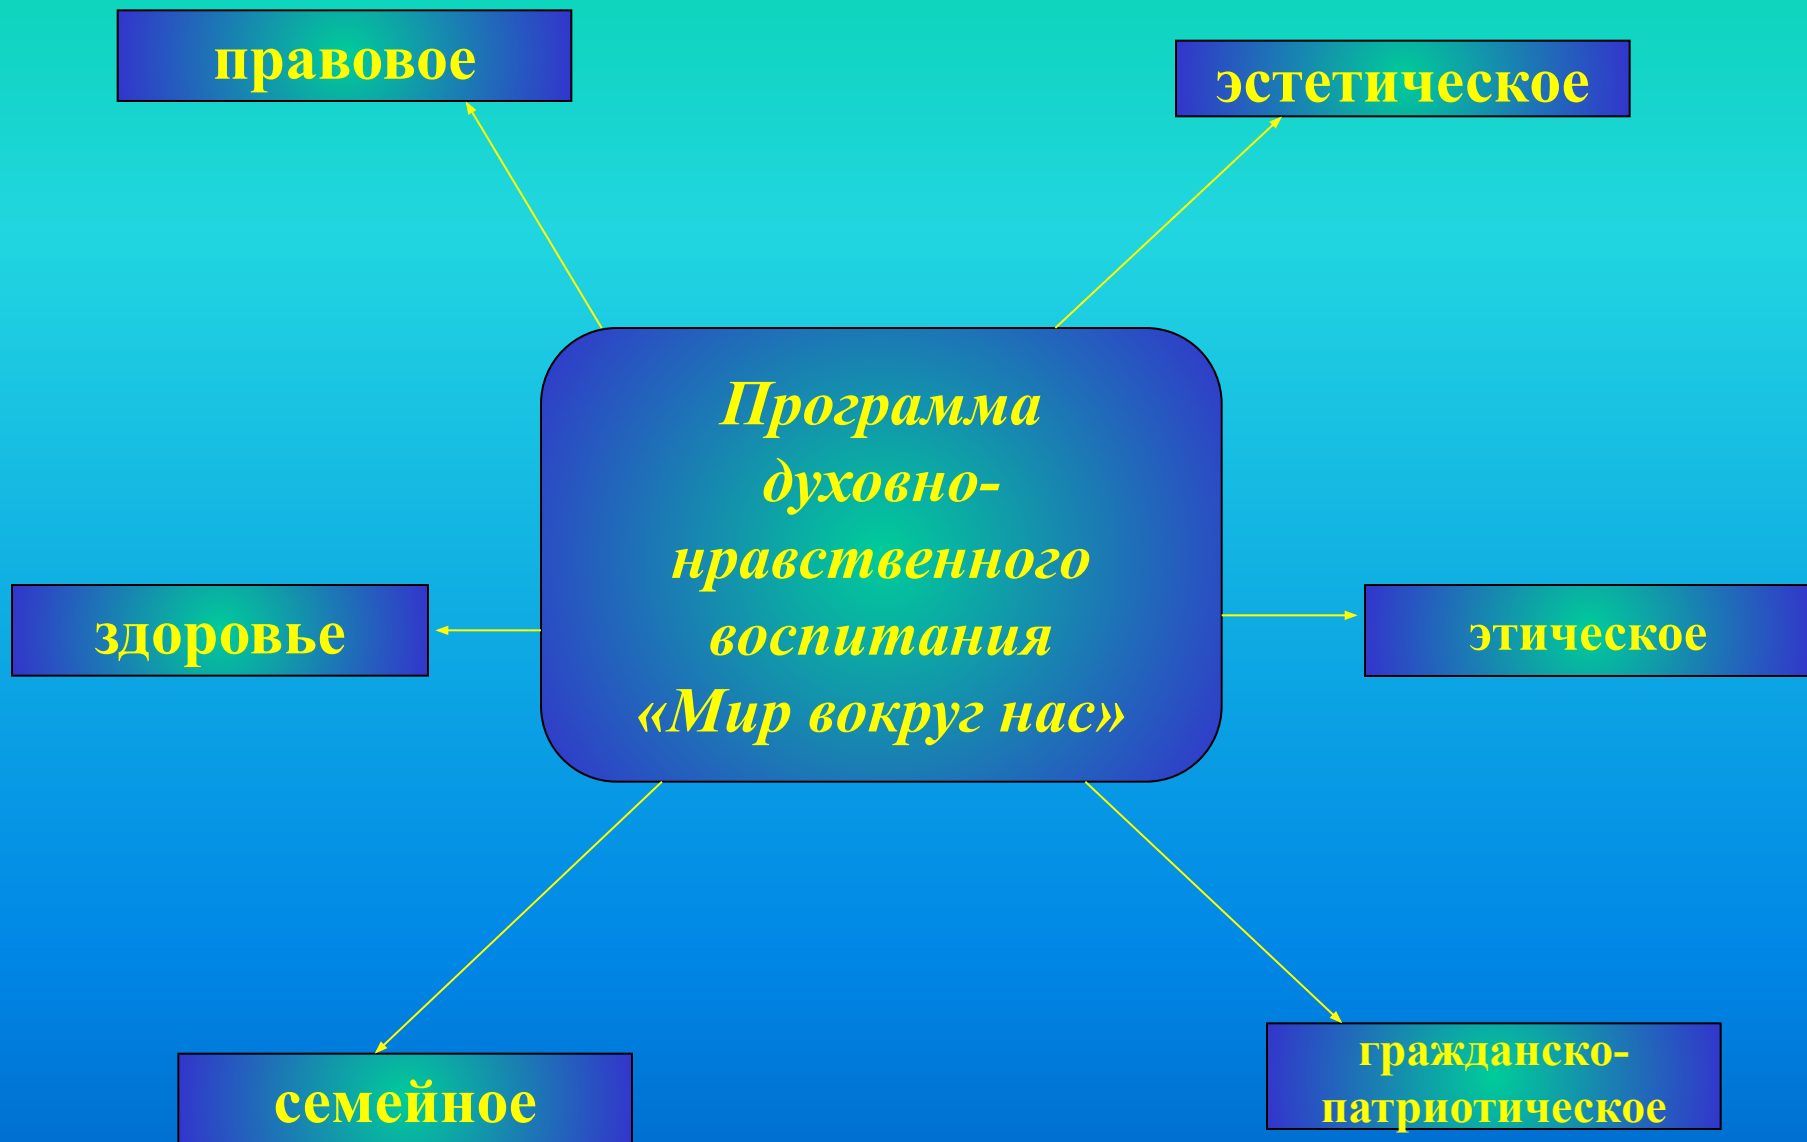 правовое
эстетическое
Программа
духовно-
нравственного
воспитания
«Мир вокруг нас»
здоровье
этическое
семейное
гражданско-
патриотическое